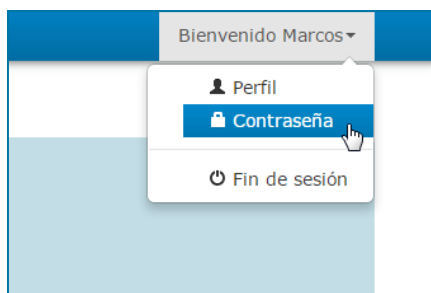 Bienvenido Marcos
Perfil
Contraseña
Fin de sesión